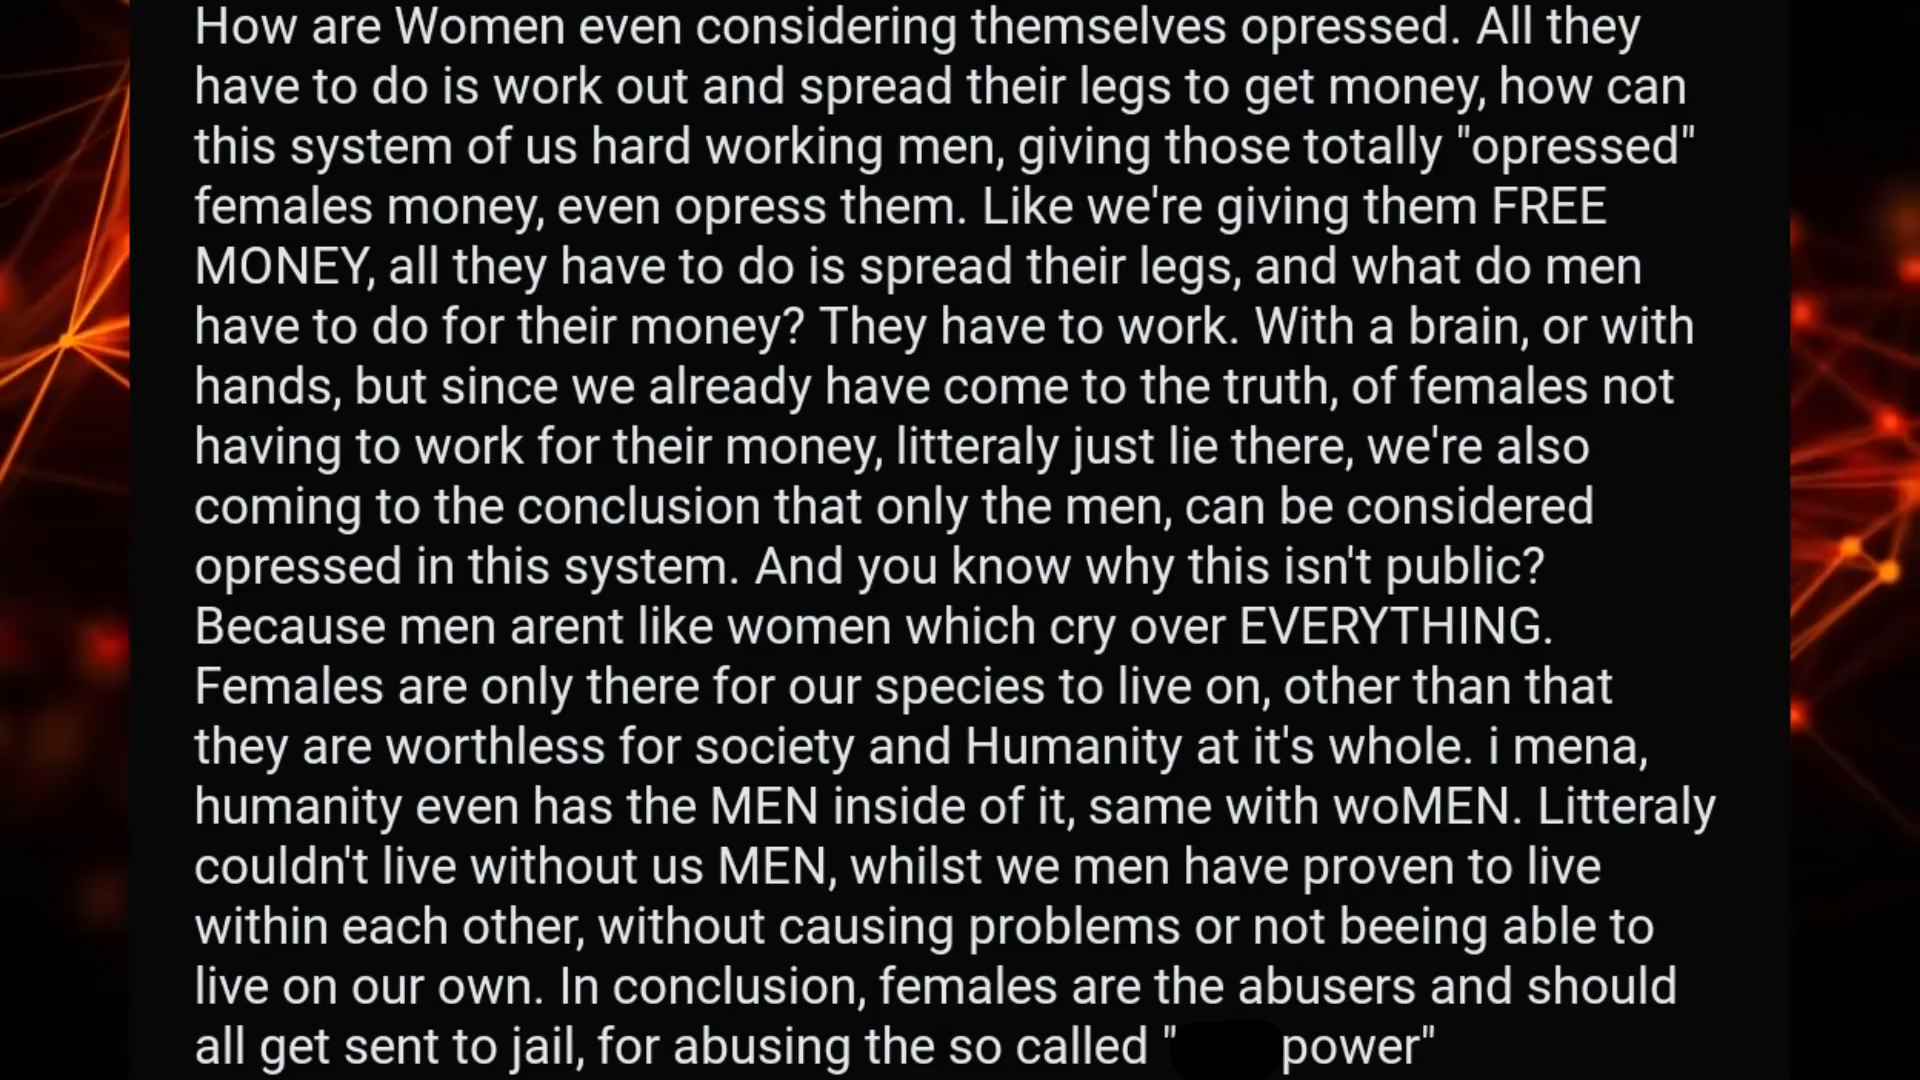 How are Women even considering themselves opressed. All they
have to do is work out and spread their legs to get money, how can
this system of us hard working men, giving those totally "opressed"
females money, even opress them. Like we're giving them FREE
MONEY, all they have to do is spread their legs, and what do men
have to do for their money? They have to work. With a brain, or with
hands, but since we already have come to the truth, of females not
having to work for their money, litteraly just lie there, we're also
coming to the conclusion that only the men, can be considered
opressed in this system. And you know why this isn't public?
Because men arent like women which cry over EVERYTHING.
Females are only there for our species to live on, other than that
they are worthless for society and Humanity at it's whole. i mena,
humanity even has the MEN inside of it, same with woMEN. Litteraly
couldn't live without us MEN, whilst we men have proven to live
within each other, without causing problems or not beeing able to
live on our own. In conclusion, females are the abusers and should
all get sent to jail, for abusing the so called " power"